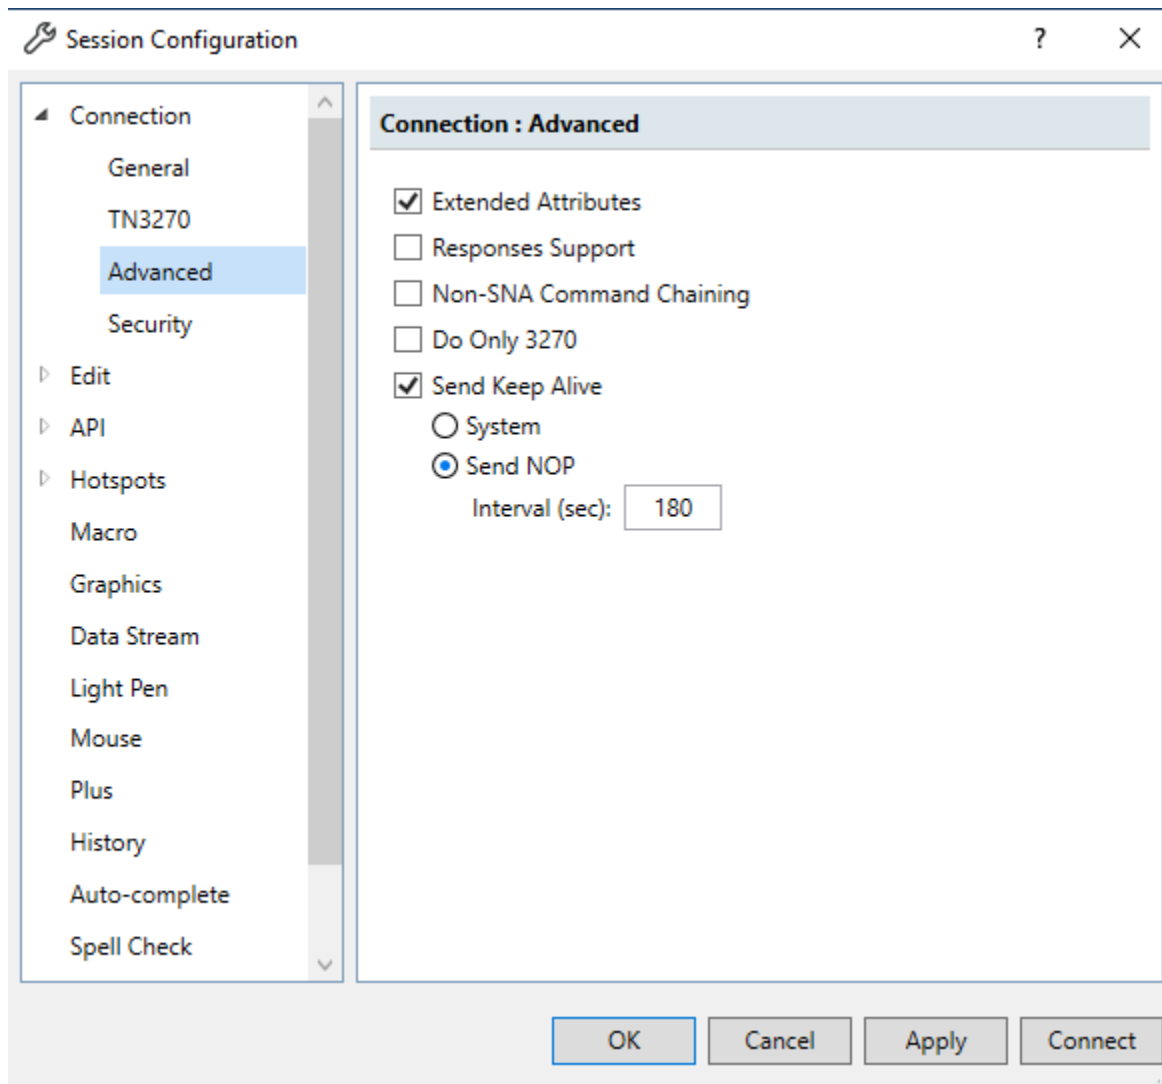 Session Configuration
?
Connection
General
TN3270
Advanced
Security
Edit
API
Hotspots
Macro
Graphics
Data Stream
Light Pen
Mouse
Plus
History
Auto-complete
Spell Check
Connection : Advanced
Extended Attributes
Responses Support
Non-SNA Command Chaining
Do Only 3270
Send Keep Alive
System
Send NOP
Interval (sec): 180
OK Cancel Apply Connect